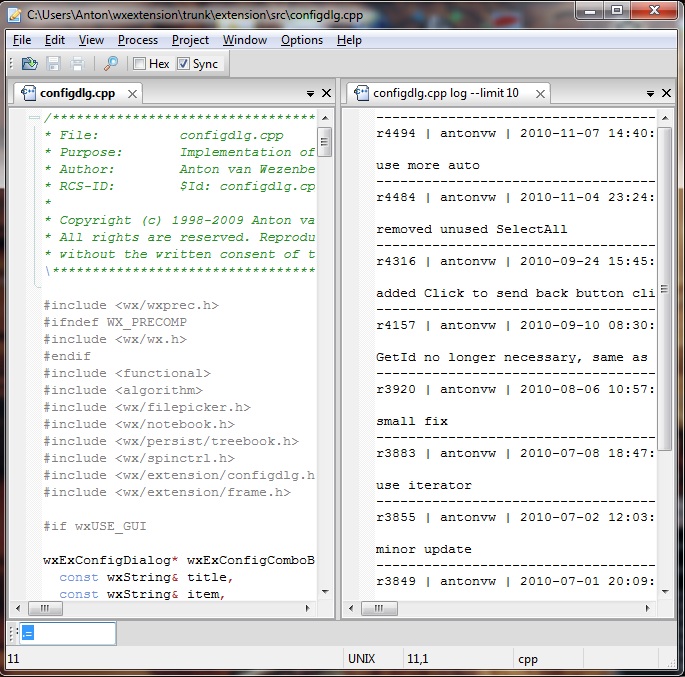 C:\Users\Anton\wxextension\trunk\extension\src\configdlg.cpp
File Edit View Process Project Window Options Help
Hex Sync
configdlg.cpp
/*********************************
* File: configdlg.cpp
* Purpose: Implementation of
* Author: Anton van Wezenbe
* RCS-ID: $Id: configdlg.cp
*
* Copyright (c) 1998-2009 Anton va
* All rights are reserved. Reprodu
* without the written consent of t
\*********************************
#include <wx/wxprec.h>
#ifndef WX_PRECOMP
#include <wx/wx.h>
#endif
#include <functional>
#include <algorithm>
#include <wx/filepicker.h>
#include <wx/notebook.h>
#include <wx/persist/treebook.h>
#include <wx/spinctrl.h>
#include <wx/extension/configdlg.h
#include <wx/extension/frame.h>
#if wxUSE_GUI
wxExConfigDialog* wxExConfigComboB
const wxString& title,
const wxString& item,
configdlg.cpp log --limit 10
-----------------------------------
r4494 | antonvw | 2010-11-07 14:40:
use more auto
-----------------------------------
r4484 | antonvw | 2010-11-04 23:24:
removed unused SelectAll
-----------------------------------
r4316 | antonvw | 2010-09-24 15:45:
added Click to send back button cli
-----------------------------------
r4157 | antonvw | 2010-09-10 08:30:
GetId no longer necessary, same as
-----------------------------------
r3920 | antonvw | 2010-08-06 10:57:
small fix
-----------------------------------
r3883 | antonvw | 2010-07-08 18:47:
use iterator
-----------------------------------
r3855 | antonvw | 2010-07-02 12:03:
minor update
-----------------------------------
r3849 | antonvw | 2010-07-01 20:09:
.=
11 UNIX 11,1 cpp